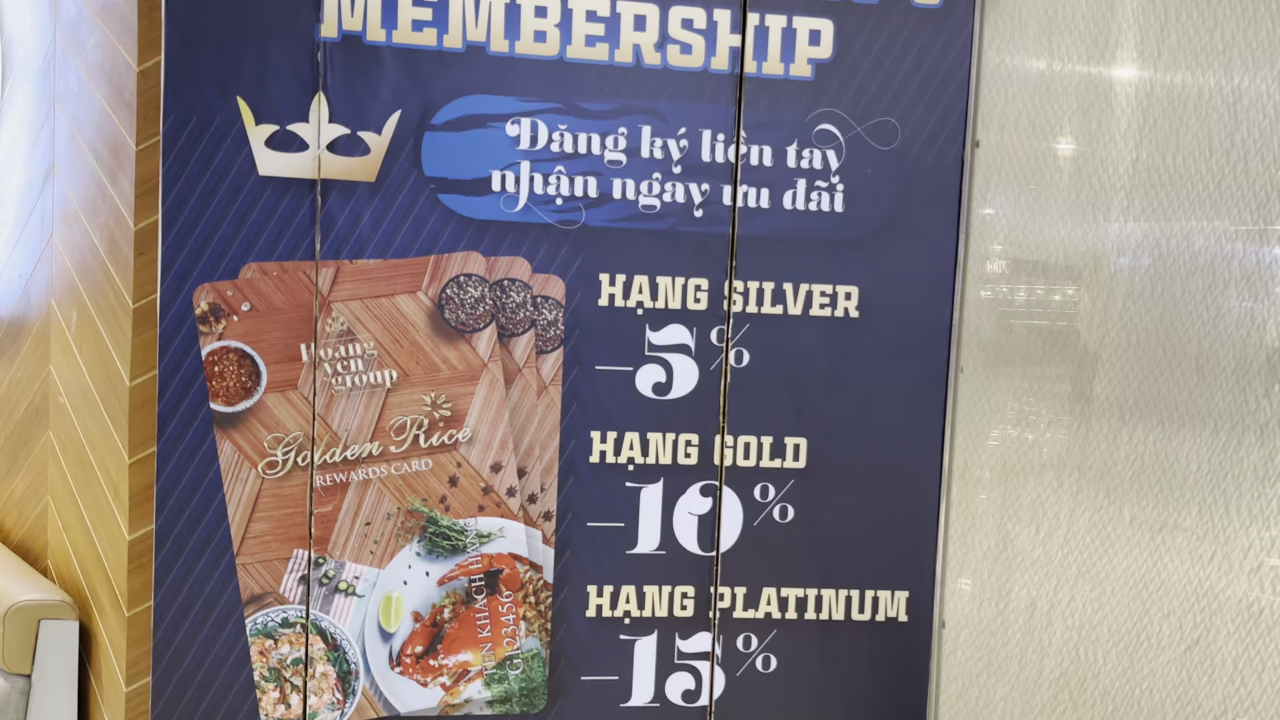 MEMBERSHIP
Đăng ký liền tay
nhận ngay ưu đãi
HẠNG SILVER
-5%
HẠNG GOLD
-10%
HẠNG PLATINUM
-15%
Hoàng
yến
group
Golden Rice
REWARDS CARD
TÊN KHÁCH HÀNG
G123456